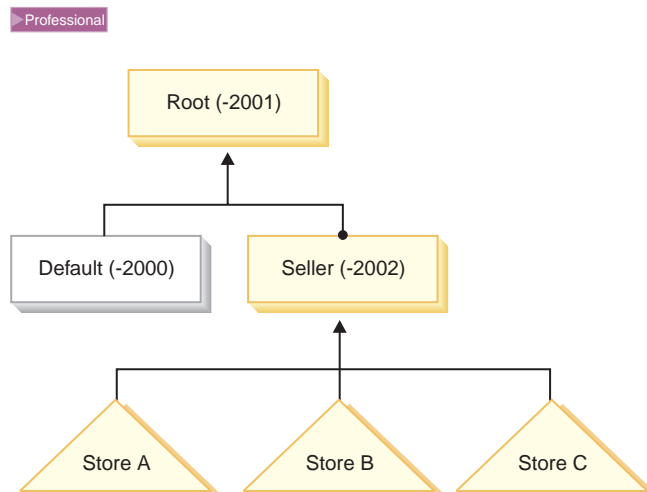 Professional
Root (-2001)
Default (-2000)
Seller (-2002)
Store A
Store B
Store C